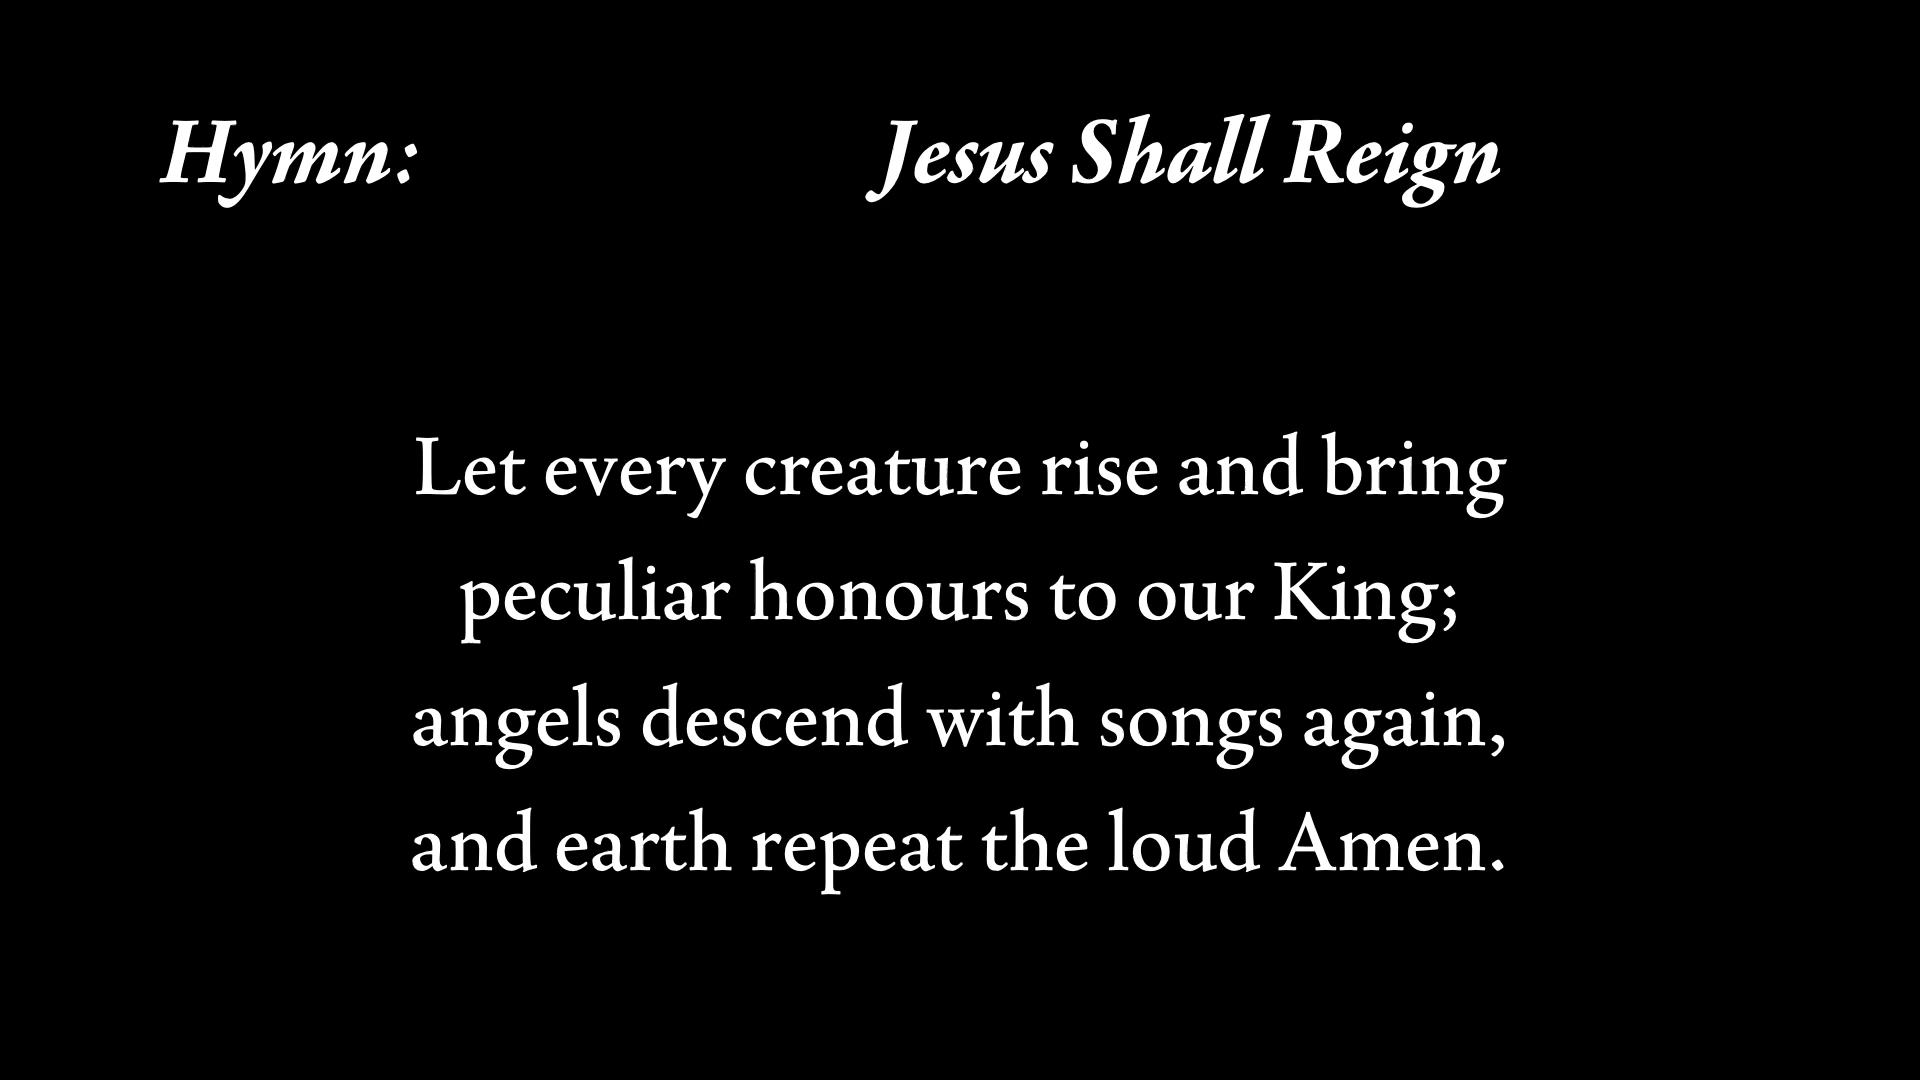 Hymn: Jesus Shall Reign
Let every creature rise and bring
peculiar honours to our King;
angels descend with songs again,
and earth repeat the loud Amen.